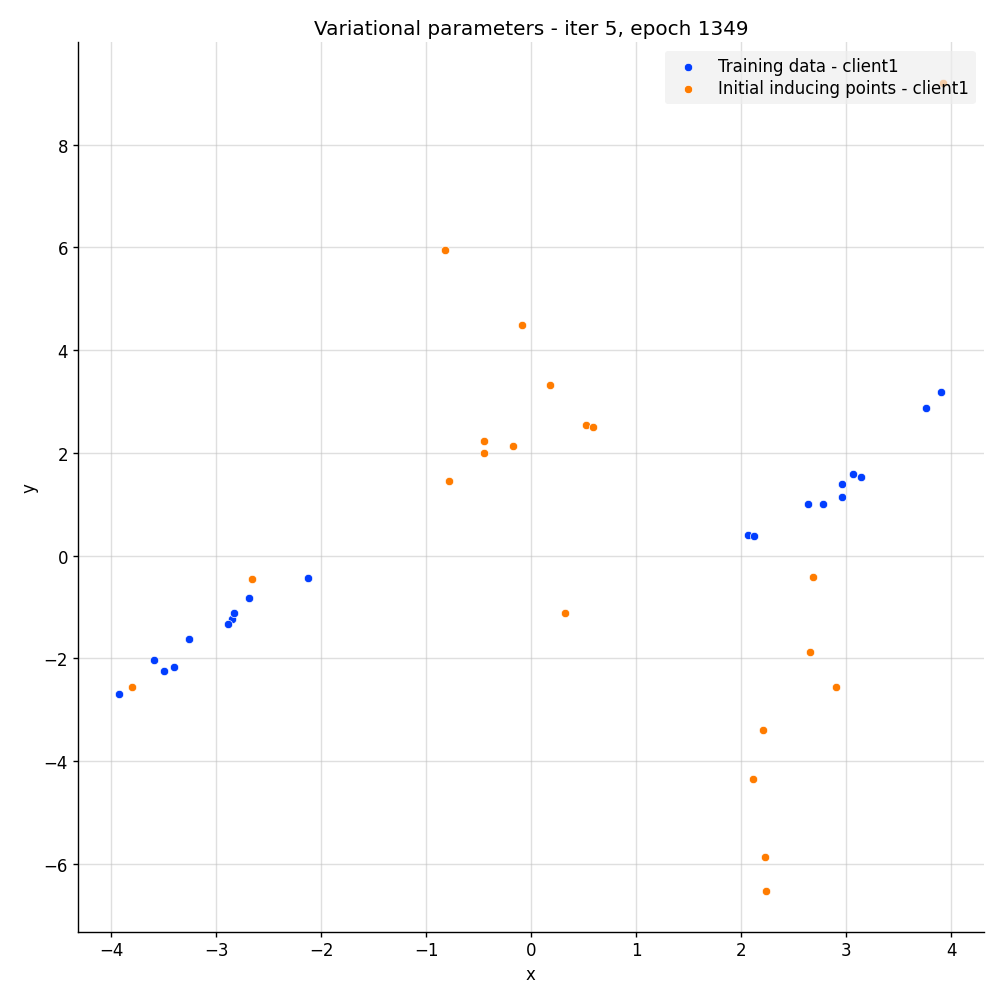 Variational parameters - iter 5, epoch 1349
Training data - client1
Initial inducing points - client1
8
6
4
2
0
−2
−4
−6
y
−4 −3 −2 −1 0 1 2 3 4
x